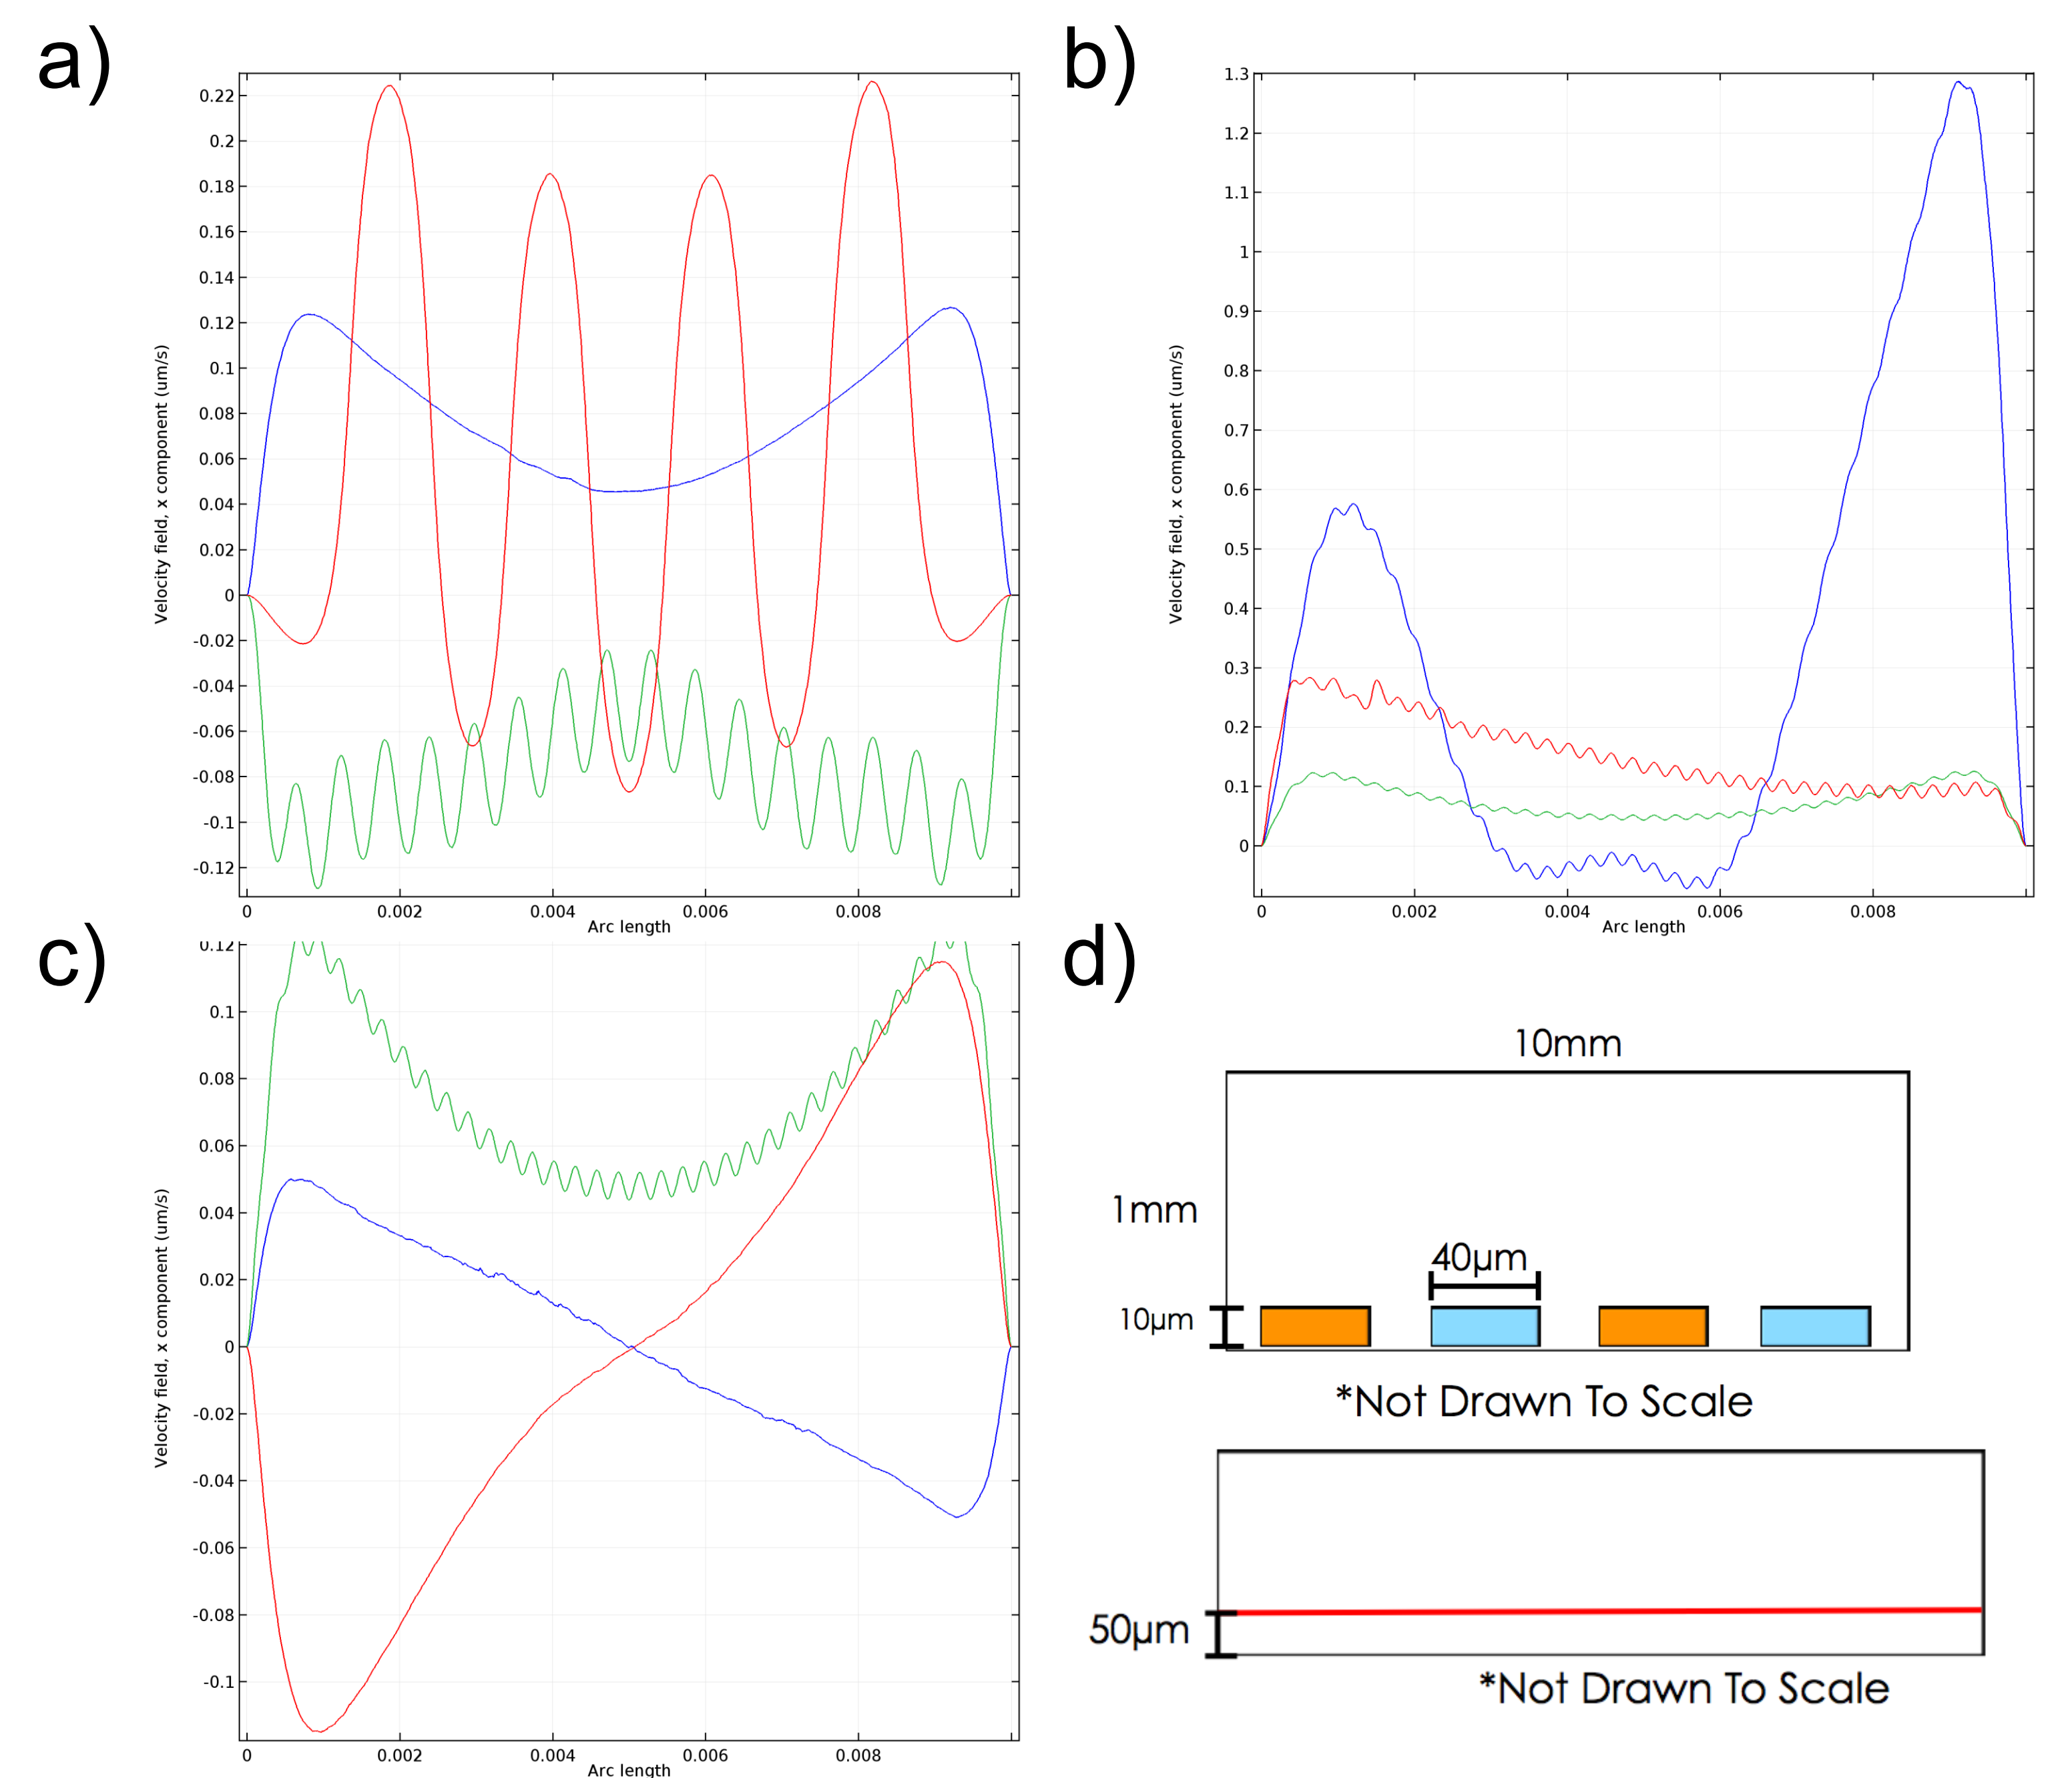 a)
0.22
0.2
0.18
0.16
0.14
0.12
0.1
0.08
0.06
0.04
0.02
0
-0.02
-0.04
-0.06
-0.08
-0.1
-0.12
Velocity field, x component (um/s)
0 0.002 0.004 0.006 0.008
Arc length
b)
1.3
1.2
1.1
1
0.9
0.8
0.7
0.6
0.5
0.4
0.3
0.2
0.1
0
Velocity field, x component (um/s)
0 0.002 0.004 0.006 0.008
Arc length
c)
0.12
0.1
0.08
0.06
0.04
0.02
0
-0.02
-0.04
-0.06
-0.08
-0.1
Velocity field, x component (um/s)
0 0.002 0.004 0.006 0.008
Arc length
d)
10mm
1mm
40µm
10µm
*Not Drawn To Scale
50µm
*Not Drawn To Scale